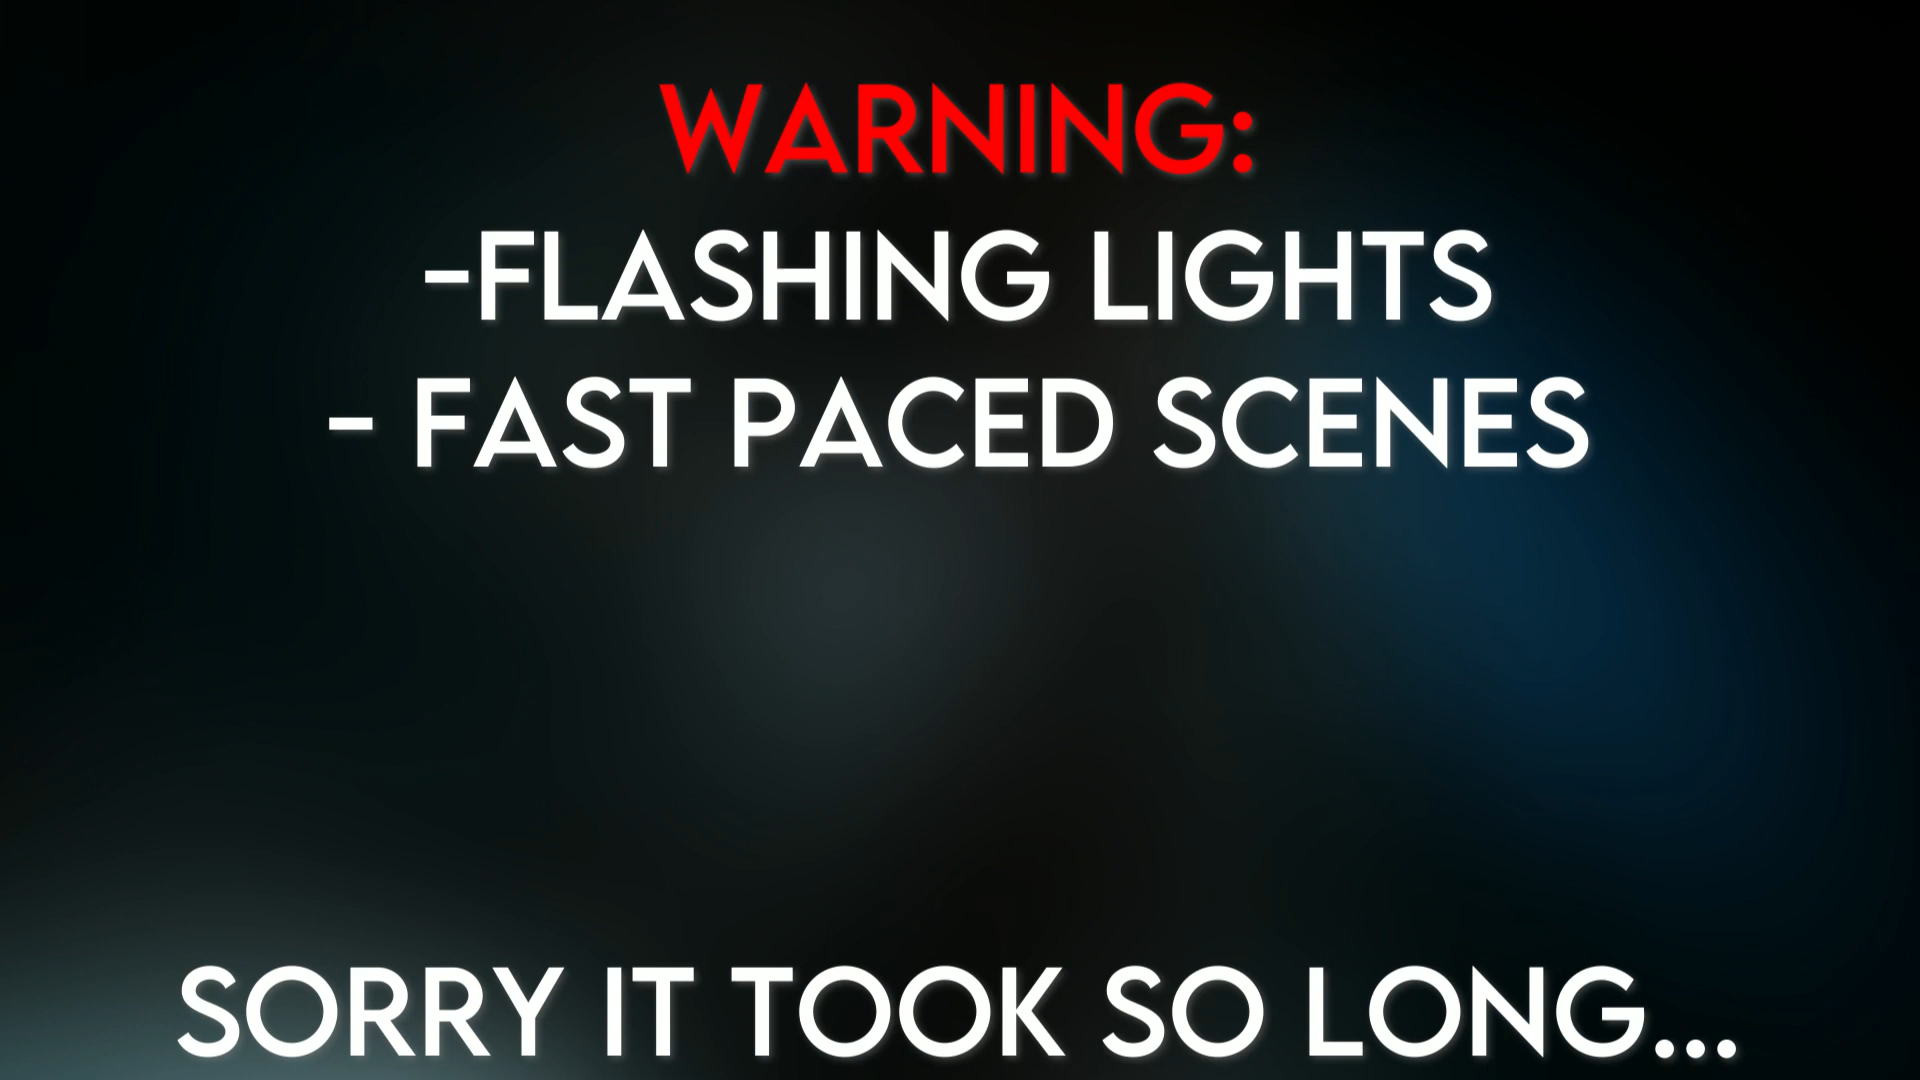 WARNING:
-FLASHING LIGHTS
- FAST PACED SCENES
SORRY IT TOOK SO LONG...